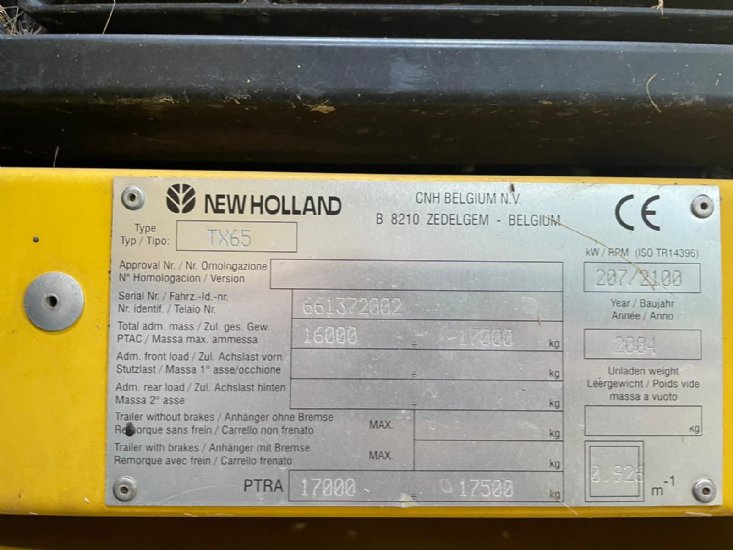 NEW HOLLAND
CNH BELGIUM N.V.
B 8210 ZEDELGEM - BELGIUM
CE
Type
Typ / Tipo:
TX65
kW / RPM (ISO TR14396)
207/2100
Approval Nr. / Nr. Omologazione
N° Homologacion / Version
Serial Nr. / Fahrz.-Id.-nr.
Nr. identif. / Telaio Nr.
661372002
Year / Baujahr
Année / Anno
2004
Total adm. mass / Zul. ges. Gew.
PTAC / Massa max. ammessa
16000 ÷ 17000 kg
Adm. front load / Zul. Achslast vorn
Stutzlast / Massa 1° asse/occhione
kg
Unladen weight
Leergewicht / Poids vide
massa a vuoto
kg
Adm. rear load / Zul. Achslast hinten
Massa 2° asse
kg
Trailer without brakes / Anhänger ohne Bremse
Remorque sans frein / Carrello non frenato
MAX.
kg
Trailer with brakes / Anhänger mit Bremse
Remorque avec frein / Carrello frenato
MAX.
kg
0.928 m-1
PTRA 17000 ÷ 17500 kg